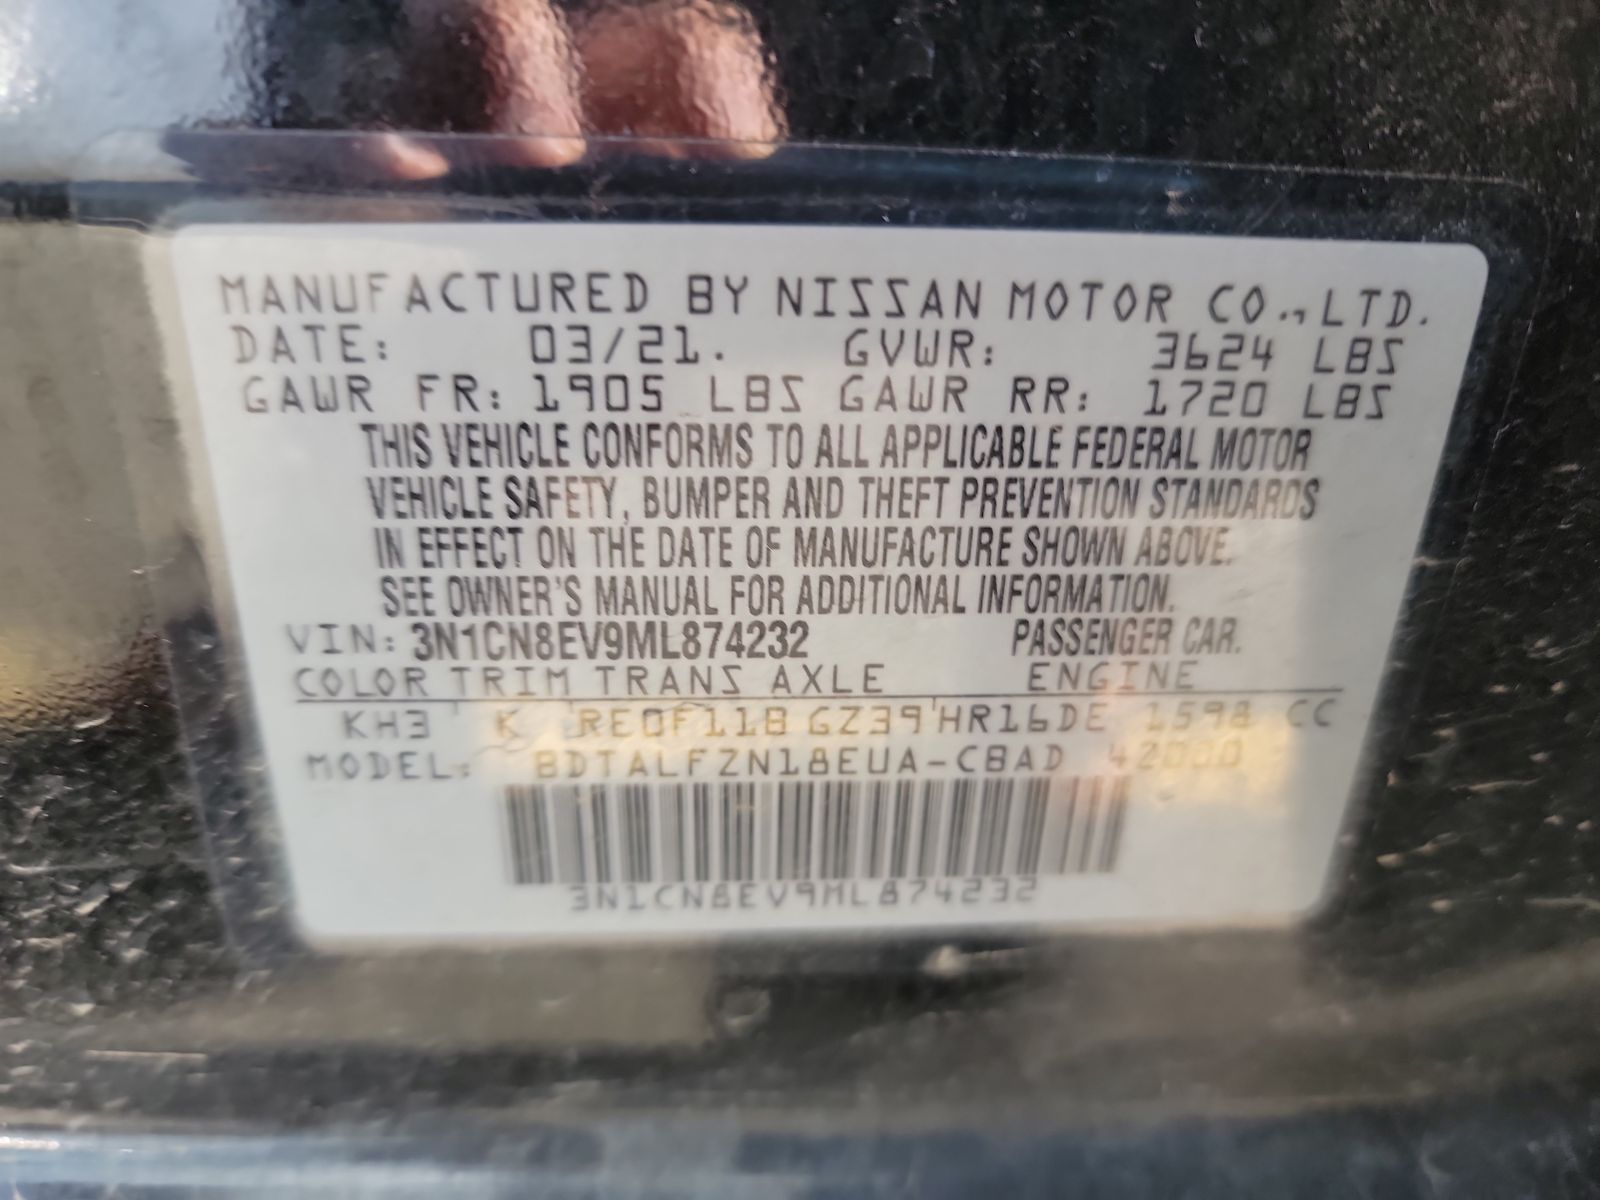 MANUFACTURED BY NISSAN MOTOR CO., LTD.
DATE: 03/21. GVWR: 3624 LBS
GAWR FR: 1905 LBS GAWR RR: 1720 LBS
THIS VEHICLE CONFORMS TO ALL APPLICABLE FEDERAL MOTOR
VEHICLE SAFETY, BUMPER AND THEFT PREVENTION STANDARDS
IN EFFECT ON THE DATE OF MANUFACTURE SHOWN ABOVE.
SEE OWNER'S MANUAL FOR ADDITIONAL INFORMATION.
VIN: 3N1CN8EV9ML874232 PASSENGER CAR.
COLOR TRIM TRANS AXLE ENGINE
KH3 ' K ' RE0F11B GZ39'HR16DE 1598 CC
MODEL: BDTALFZN18EUA-CBAD 42000
3N1CN8EV9ML874232